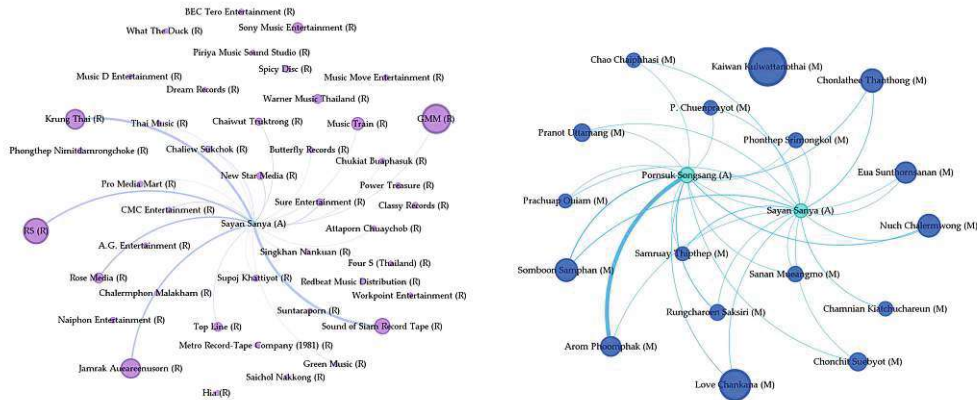 BEC Tero Entertainment (R)
Sony Music Entertainment (R)
What The Duck (R)
Piriya Music Sound Studio (R)
Spicy Disc (R)
Music D Entertainment (R)
Music Move Entertainment (R)
Dream Records (R)
Warner Music Thailand (R)
Krung Thai (R)
Thai Music (R)
Chaiwut Truktrong (R)
Music Train (R)
GMM (R)
Phongthep Nimitdamrongchoke (R)
Chaliew Sukchok (R)
Butterfly Records (R)
Chukiat Buaphasuk (R)
New Star Media (R)
Pro Media Mart (R)
Power Treasure (R)
Sure Entertainment (R)
Classy Records (R)
CMC Entertainment (R)
Sayan Sanya (A)
Attaporn Chuaychob (R)
RS (R)
A.G. Entertainment (R)
Singkhan Nankuan (R)
Four S (Thailand) (R)
Rose Media (R)
Supoj Khattiyot (R)
Redbeat Music Distribution (R)
Chalermphon Malakham (R)
Workpoint Entertainment (R)
Suntaraporn (R)
Naiphon Entertainment (R)
Top Line (R)
Sound of Siam Record Tape (R)
Metro Record-Tape Company (1981) (R)
Jamrak Aueareenusorn (R)
Green Music (R)
Saichol Nakkong (R)
Hia (R)
Chao Chaiphhasi (M)
Kaiwan Kulwattanothai (M)
Chonlathee Thanthong (M)
P. Chuenprayot (M)
Pranot Uttamang (M)
Phonthep Srimongkol (M)
Pornsuk Songsang (A)
Eua Sunthornsanan (M)
Prachuap Ouiam (M)
Sayan Sanya (A)
Nuch Chalermwong (M)
Samruay Thipthep (M)
Somboon Samphan (M)
Sanan Mueangmo (M)
Rungcharoen Saksiri (M)
Chamnian Kiatchuchareun (M)
Arom Phoomphak (M)
Chonchit Suebyot (M)
Love Chankana (M)